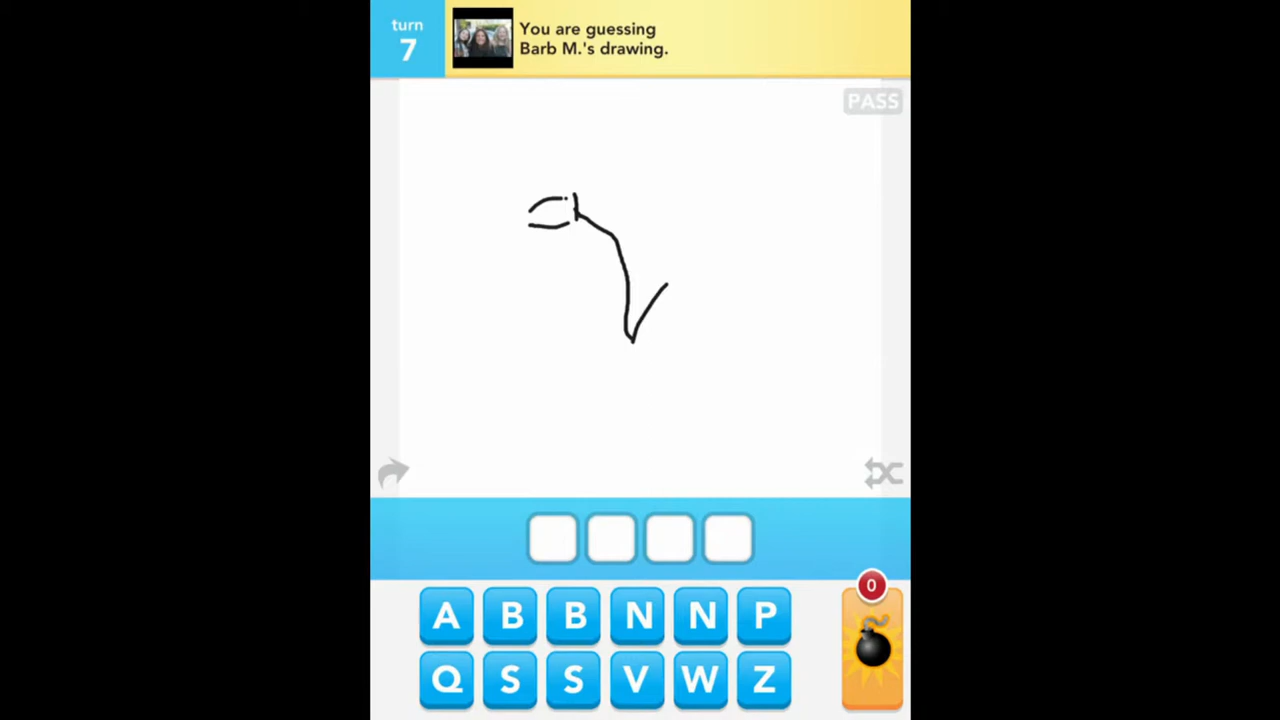 turn
7
You are guessing
Barb M.'s drawing.
PASS
0
A B B N N P
Q S S V W Z